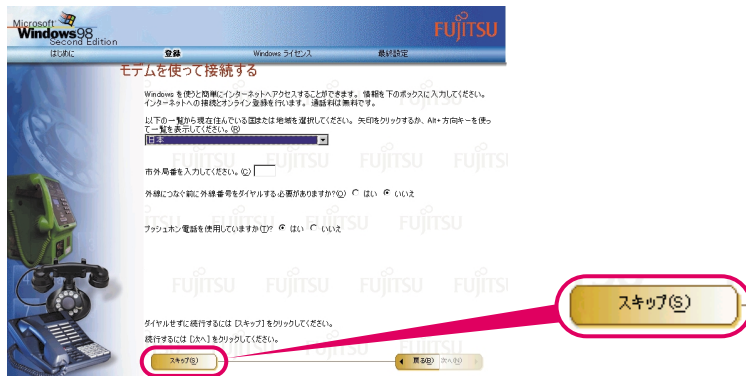 Microsoft
Windows98
Second Edition
FUJITSU
はじめに 登録 Windows ライセンス 最終設定
モデムを使って接続する
Windows を使うと簡単にインターネットへアクセスすることができます。 情報を下のボックスに入力してください。
インターネットへの接続とオンライン登録を行います。 通話料は無料です。
以下の一覧から現在住んでいる国または地域を選択してください。 矢印をクリックするか、Alt+方向キーを使っ
て一覧を表示してください。(R)
日本
市外局番を入力してください。(C)
外線につなぐ前に外線番号をダイヤルする必要がありますか?(O) はい いいえ
プッシュホン電話を使用していますか(T)? はい いいえ
ダイヤルせずに続行するには [スキップ] をクリックしてください。
続行するには [次へ] をクリックしてください。
スキップ(S) 戻る(B) 次へ(N)
スキップ(S)